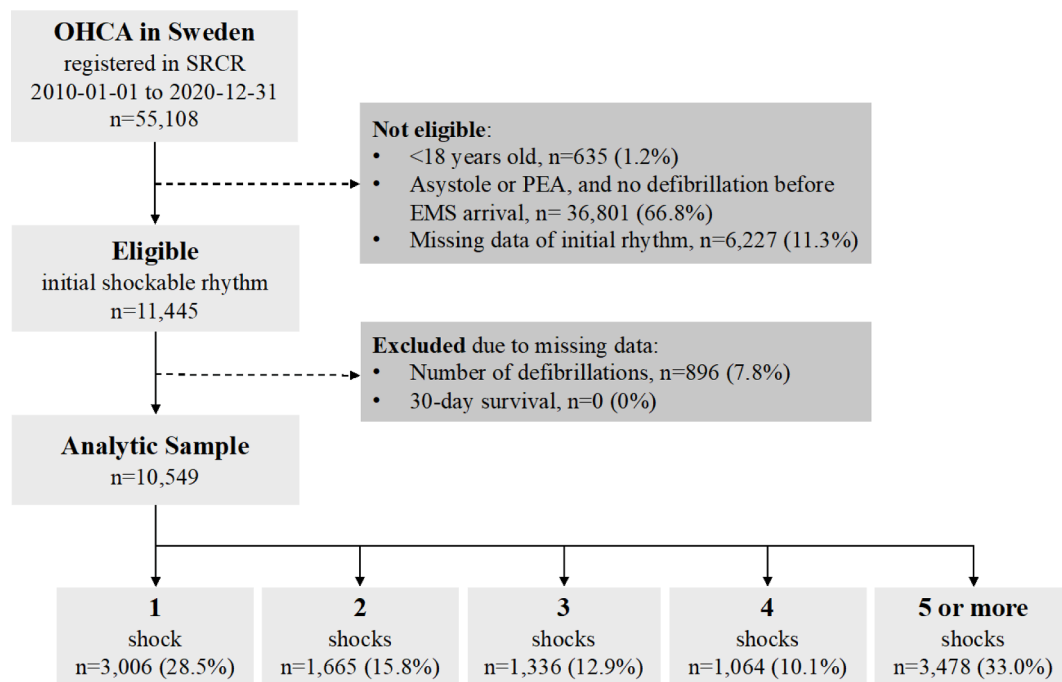 OHCA in Sweden
registered in SRCR
2010-01-01 to 2020-12-31
n=55,108
Not eligible:
• <18 years old, n=635 (1.2%)
• Asystole or PEA, and no defibrillation before
EMS arrival, n= 36,801 (66.8%)
• Missing data of initial rhythm, n=6,227 (11.3%)
Eligible
initial shockable rhythm
n=11,445
Excluded due to missing data:
• Number of defibrillations, n=896 (7.8%)
• 30-day survival, n=0 (0%)
Analytic Sample
n=10,549
1
shock
n=3,006 (28.5%)
2
shocks
n=1,665 (15.8%)
3
shocks
n=1,336 (12.9%)
4
shocks
n=1,064 (10.1%)
5 or more
shocks
n=3,478 (33.0%)